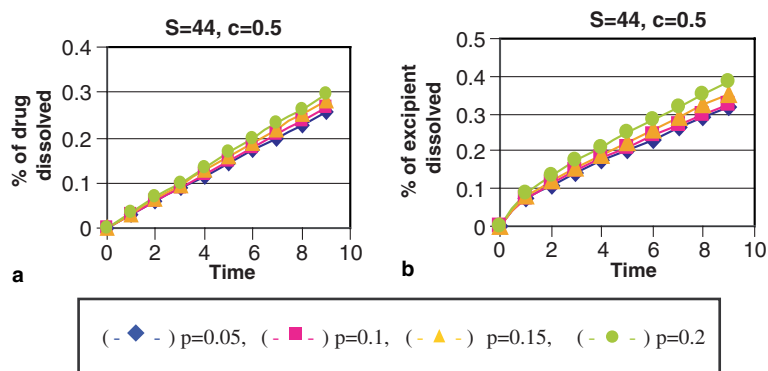 S=44, c=0.5
% of drug
dissolved
0.4
0.3
0.2
0.1
0
0 2 4 6 8 10
Time
a
S=44, c=0.5
% of excipient
dissolved
0.5
0.4
0.3
0.2
0.1
0
0 2 4 6 8 10
Time
b
(- -) p=0.05, (- -) p=0.1, (- -) p=0.15, (- -) p=0.2